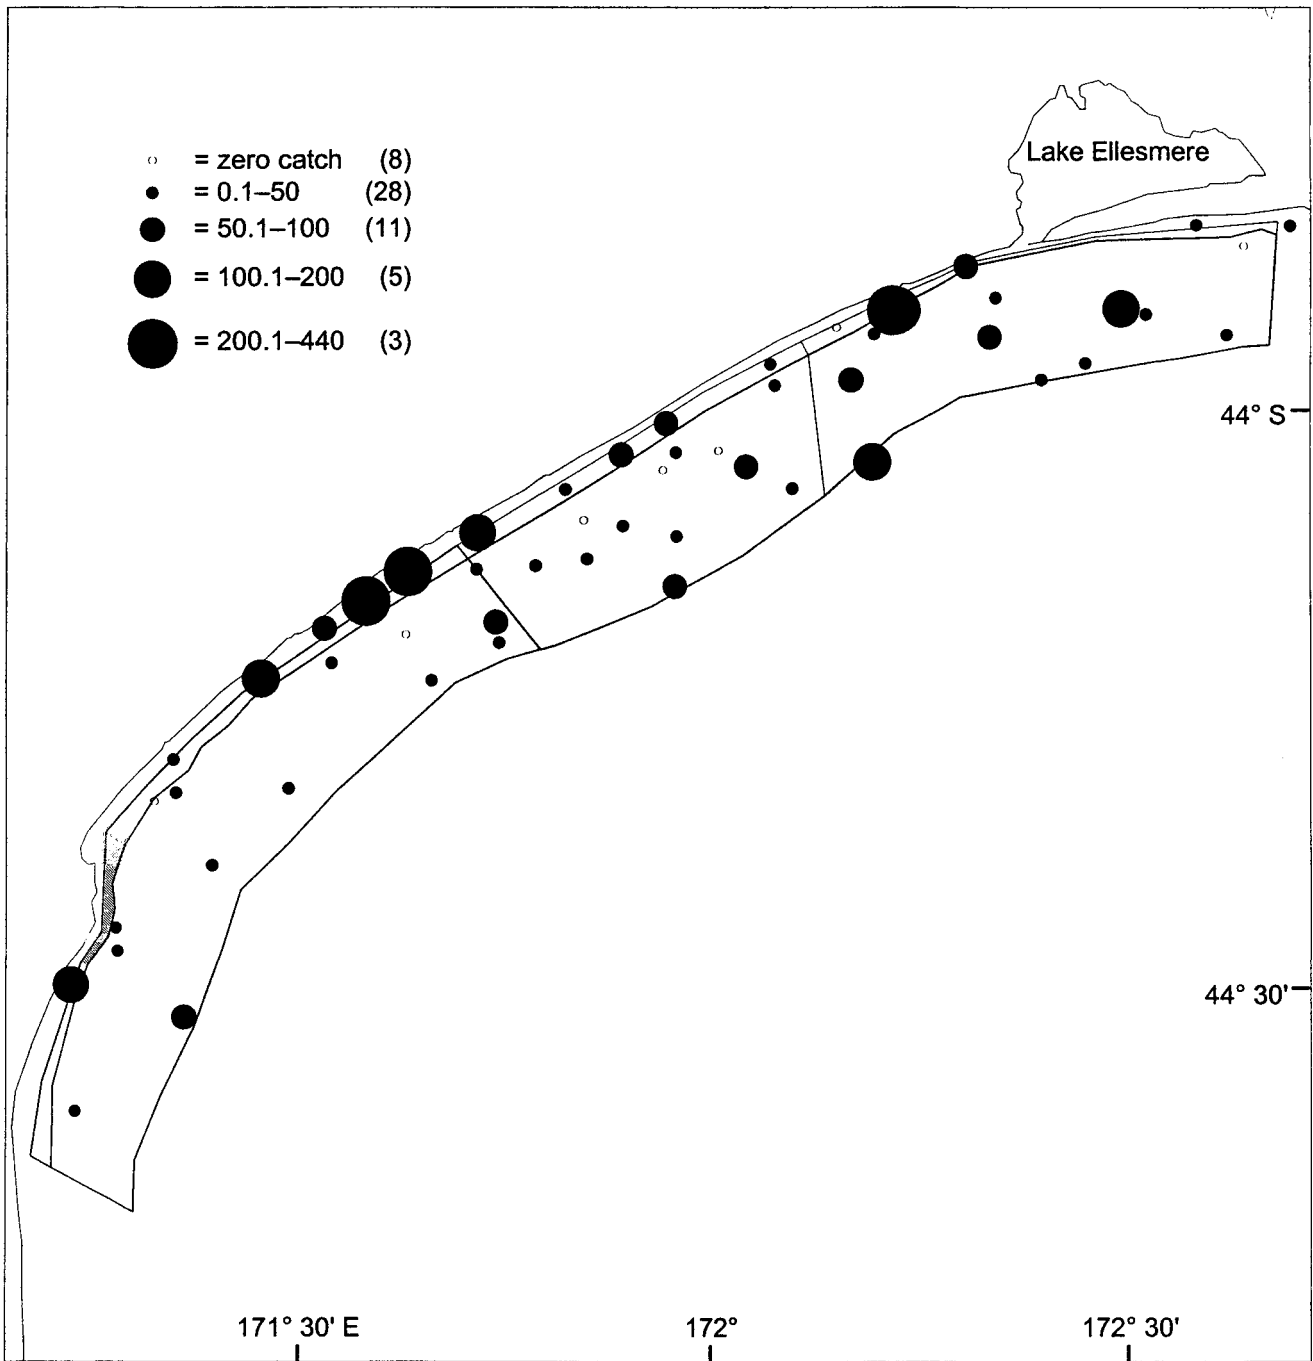 Lake Ellesmere
= zero catch (8)
= 0.1–50 (28)
= 50.1–100 (11)
= 100.1–200 (5)
= 200.1–440 (3)
44° S
44° 30'
171° 30' E
172°
172° 30'